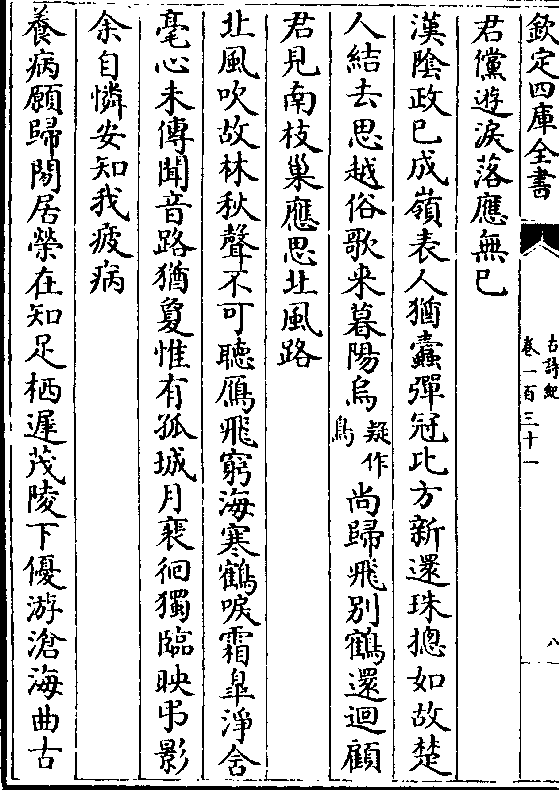 欽定四庫全書
古詩紀
卷一百三十一
八
君儻遊淚落應無已
漢陰政已成嶺表人猶蠹彈冠比方新還珠摠如故楚
人結去思越俗歌來暮陽烏
疑作
鳥
尚歸飛別鶴還迴顧
君見南枝巢應思北風路
北風吹故林秋聲不可聽鴈飛窮海寒鶴唳霜臯淨含
毫心未傳聞音路猶夐惟有孤城月裵徊獨臨映弔影
余自憐安知我疲病
養病願歸閑居榮在知足栖遲茂陵下優游滄海曲古